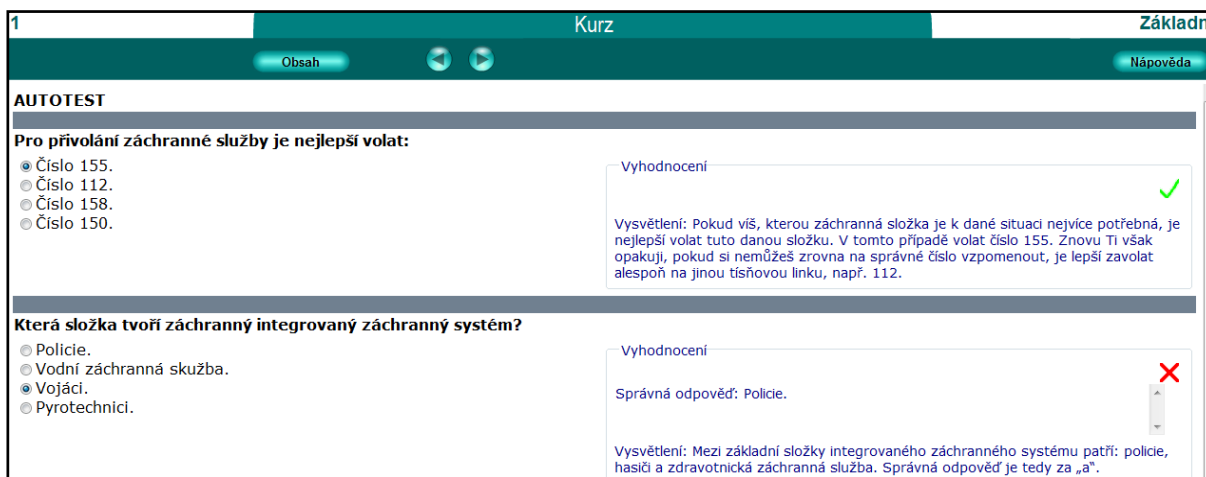 1
Kurz
Základn
Obsah
Nápověda
AUTOTEST
Pro přivolání záchranné služby je nejlepší volat:
Číslo 155.
Číslo 112.
Číslo 158.
Číslo 150.
Vyhodnocení
Vysvětlení: Pokud víš, kterou záchranná složka je k dané situaci nejvíce potřebná, je
nejlepší volat tuto danou složku. V tomto případě volat číslo 155. Znovu Ti však
opakuji, pokud si nemůžeš zrovna na správné číslo vzpomenout, je lepší zavolat
alespoň na jinou tísňovou linku, např. 112.
Která složka tvoří záchranný integrovaný záchranný systém?
Policie.
Vodní záchranná skužba.
Vojáci.
Pyrotechnici.
Vyhodnocení
Správná odpověď: Policie.
Vysvětlení: Mezi základní složky integrovaného záchranného systému patří: policie,
hasiči a zdravotnická záchranná služba. Správná odpověď je tedy za „a“.